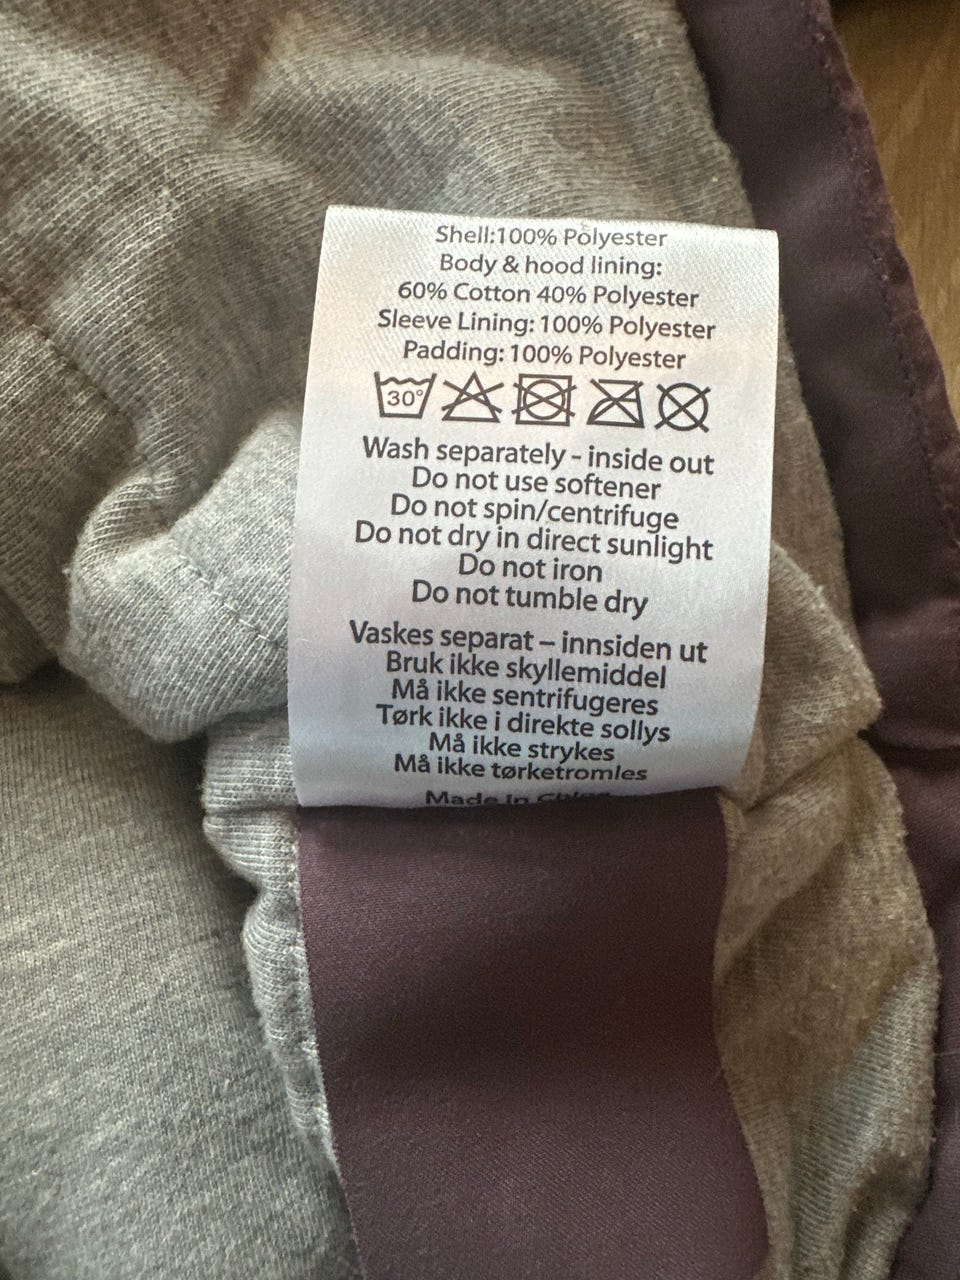 Shell:100% Polyester
Body & hood lining:
60% Cotton 40% Polyester
Sleeve Lining: 100% Polyester
Padding: 100% Polyester
30°
Wash separately - inside out
Do not use softener
Do not spin/centrifuge
Do not dry in direct sunlight
Do not iron
Do not tumble dry
Vaskes separat – innsiden ut
Bruk ikke skyllemiddel
Må ikke sentrifugeres
Tørk ikke i direkte sollys
Må ikke strykes
Må ikke tørketromles
Made In China